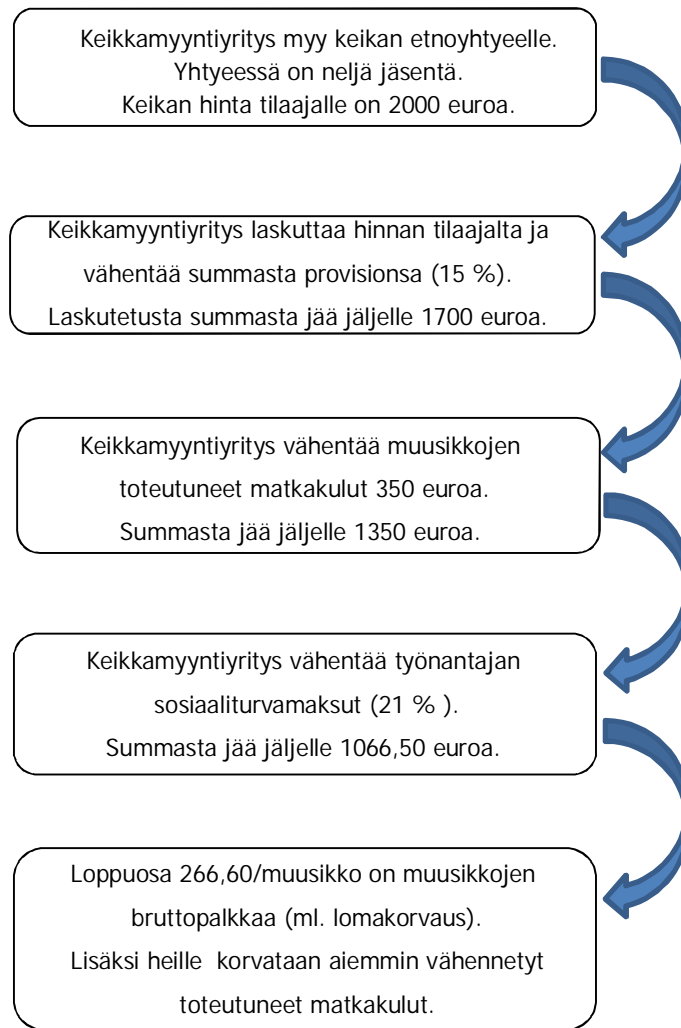 Keikkamyyntiyritys myy keikan etnoyhtyeelle.
Yhtyeessä on neljä jäsentä.
Keikan hinta tilaajalle on 2000 euroa.
Keikkamyyntiyritys laskuttaa hinnan tilaajalta ja
vähentää summasta provisionsa (15 %).
Laskutetusta summasta jää jäljelle 1700 euroa.
Keikkamyyntiyritys vähentää muusikkojen
toteutuneet matkakulut 350 euroa.
Summasta jää jäljelle 1350 euroa.
Keikkamyyntiyritys vähentää työnantajan
sosiaaliturvamaksut (21 % ).
Summasta jää jäljelle 1066,50 euroa.
Loppuosa 266,60/muusikko on muusikkojen
bruttopalkkaa (ml. lomakorvaus).
Lisäksi heille korvataan aiemmin vähennetyt
toteutuneet matkakulut.